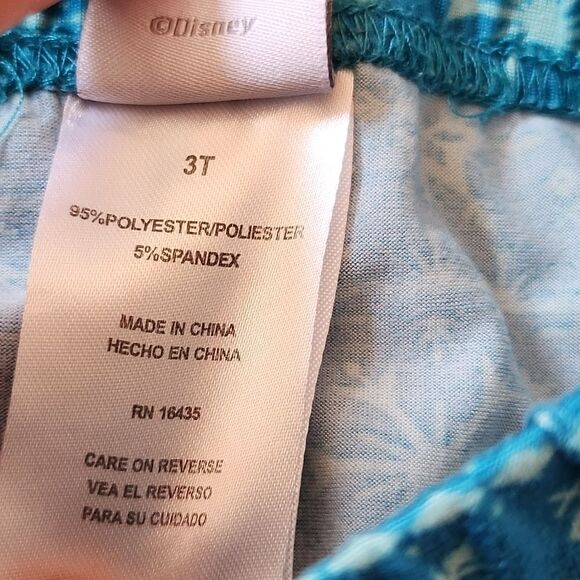 ©Disney
3T
95%POLYESTER/POLIESTER
5%SPANDEX
MADE IN CHINA
HECHO EN CHINA
RN 16435
CARE ON REVERSE
VEA EL REVERSO
PARA SU CUIDADO